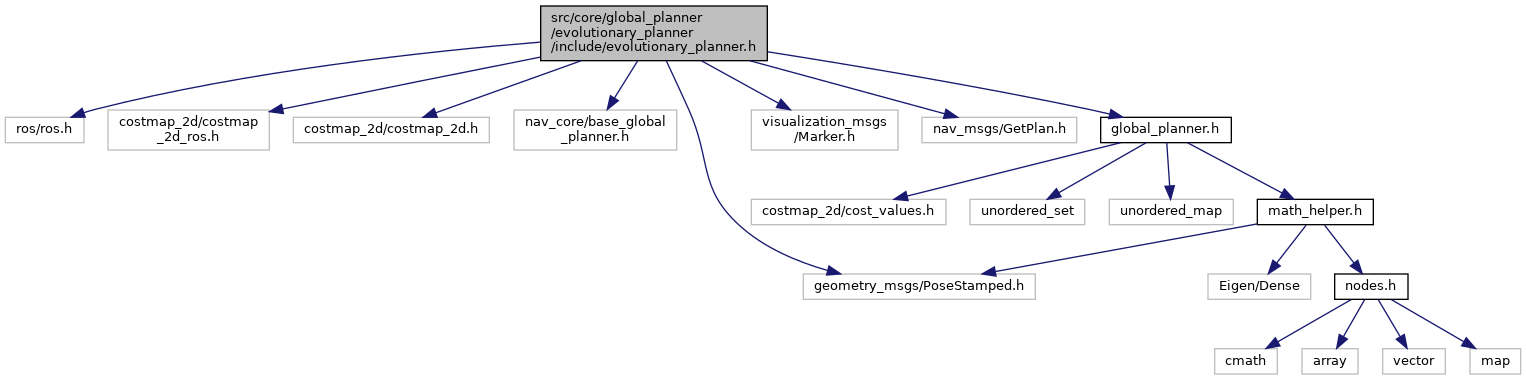 src/core/global_planner
/evolutionary_planner
/include/evolutionary_planner.h
ros/ros.h
costmap_2d/costmap
_2d_ros.h
costmap_2d/costmap_2d.h
nav_core/base_global
_planner.h
visualization_msgs
/Marker.h
nav_msgs/GetPlan.h
global_planner.h
costmap_2d/cost_values.h
unordered_set
unordered_map
math_helper.h
geometry_msgs/PoseStamped.h
Eigen/Dense
nodes.h
cmath
array
vector
map